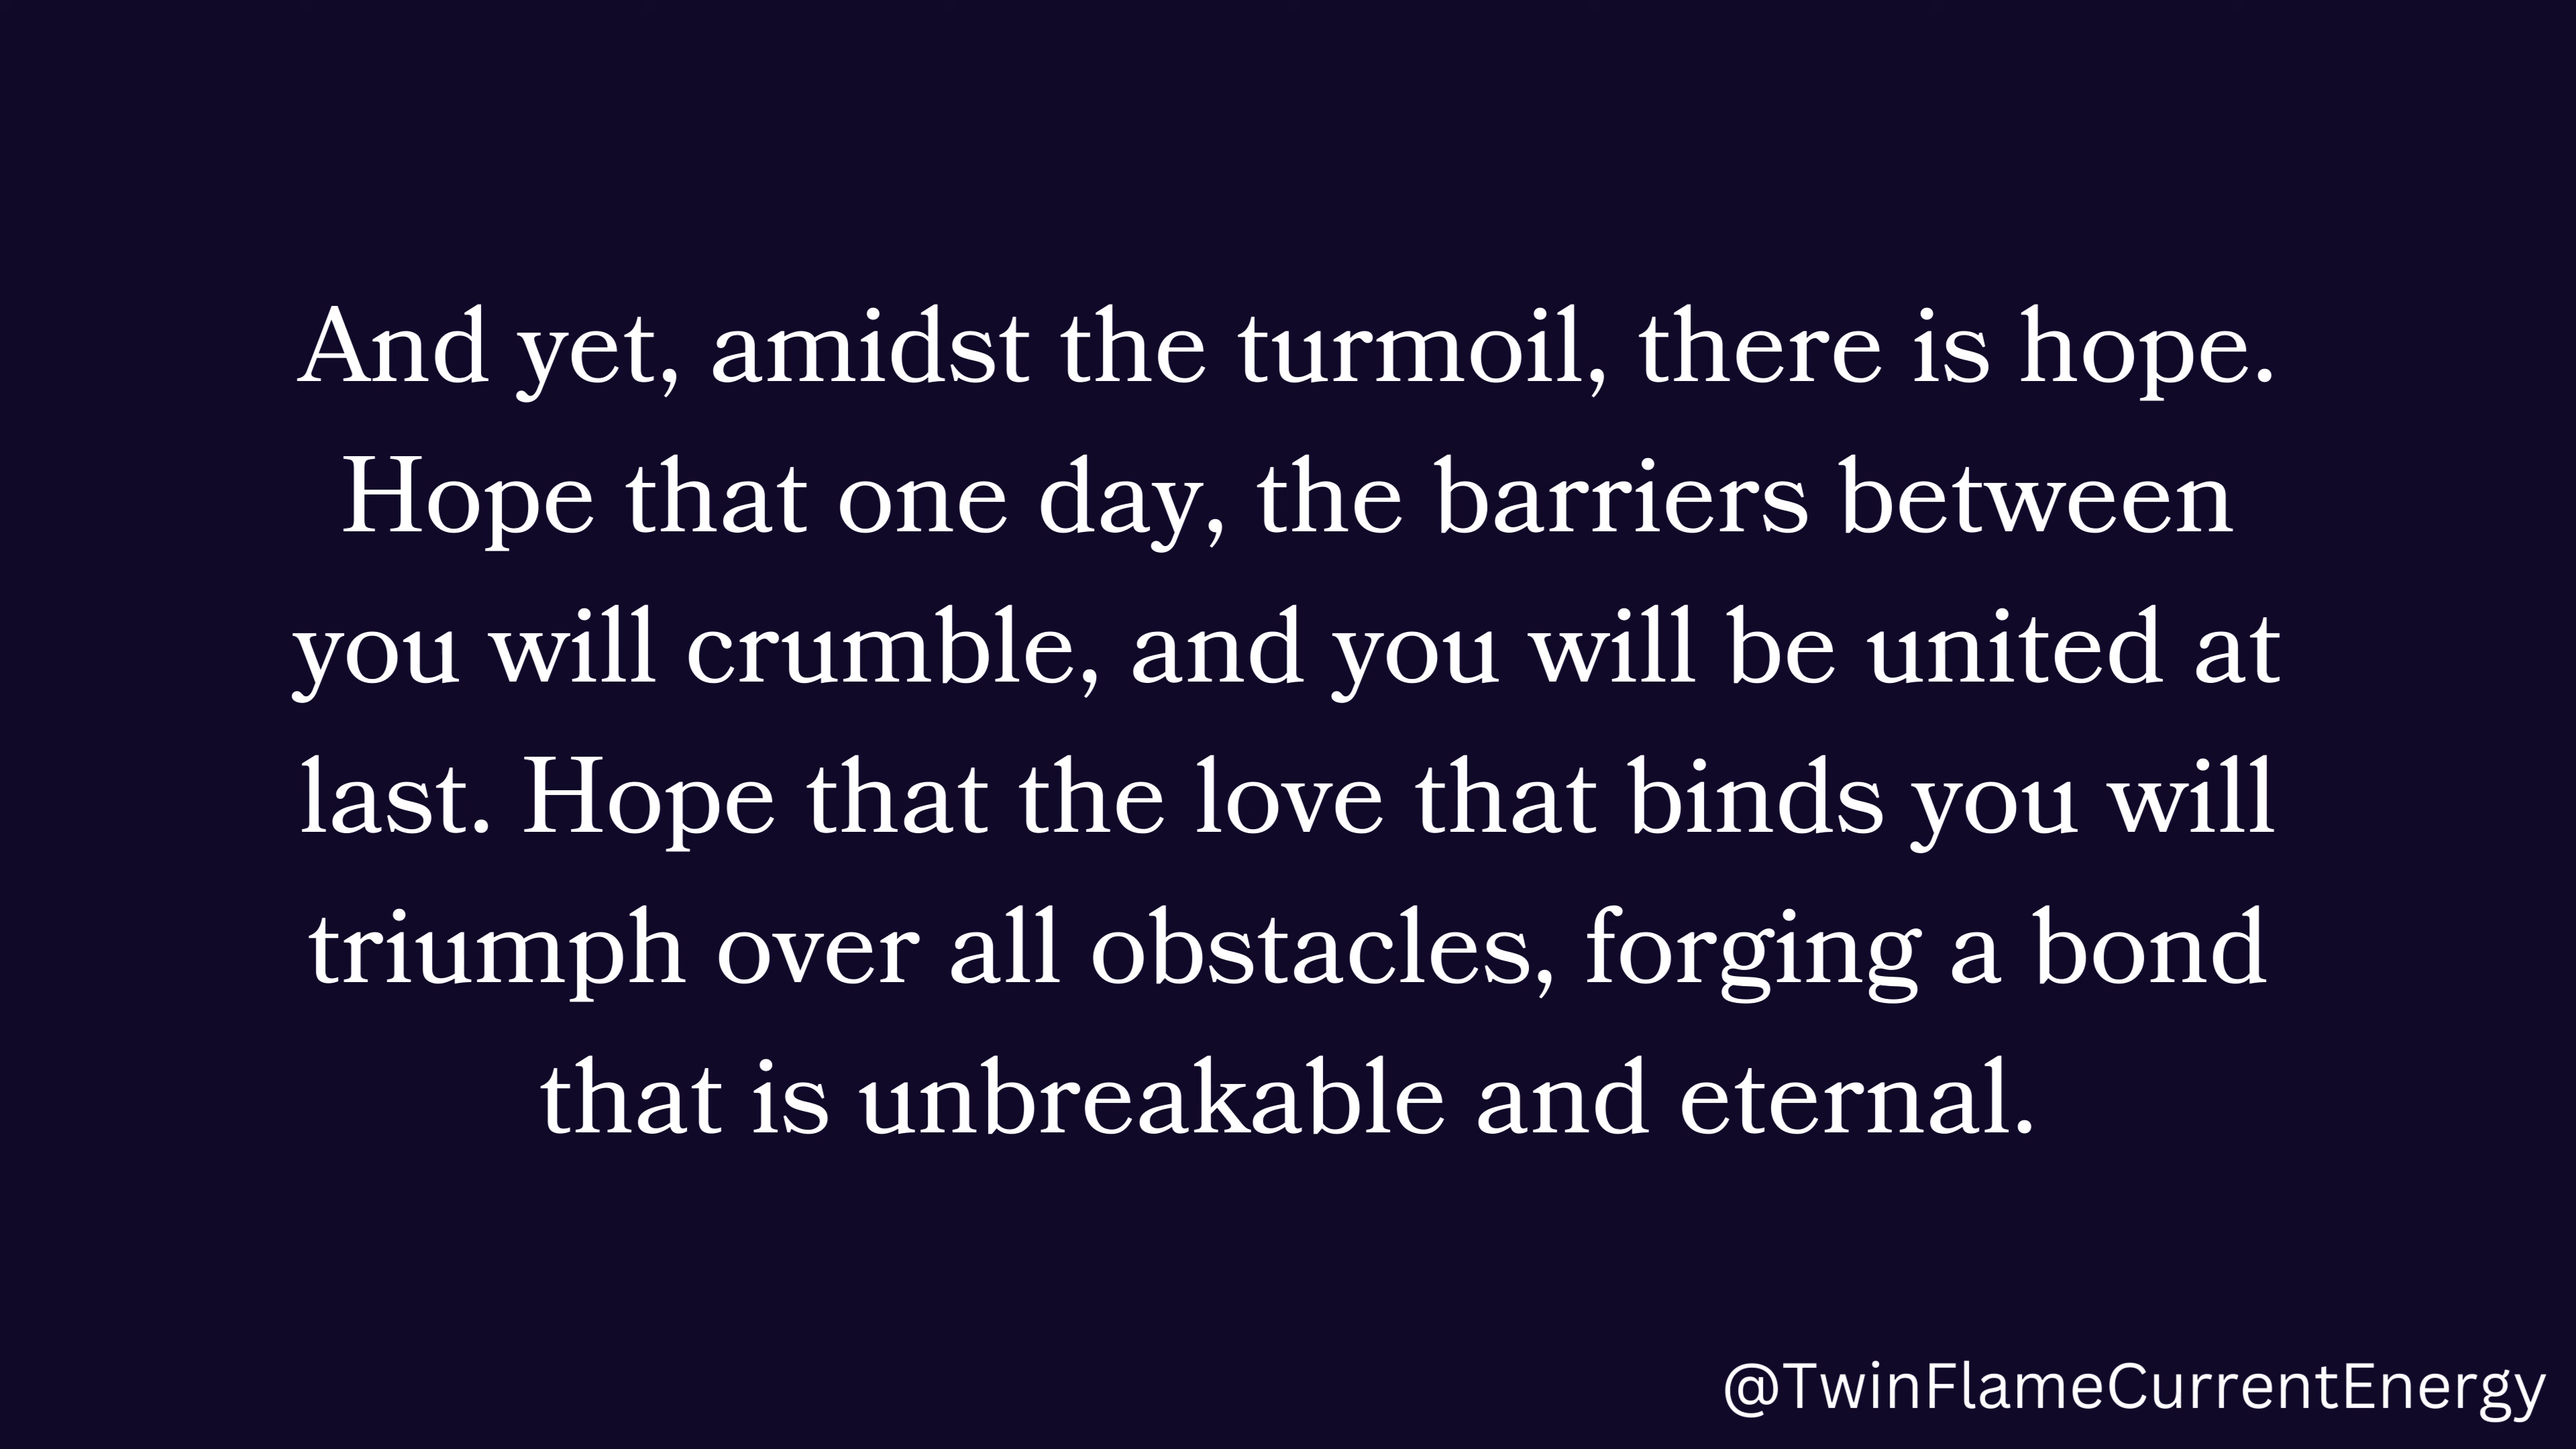 And yet, amidst the turmoil, there is hope.
Hope that one day, the barriers between
you will crumble, and you will be united at
last. Hope that the love that binds you will
triumph over all obstacles, forging a bond
that is unbreakable and eternal.
@TwinFlameCurrentEnergy